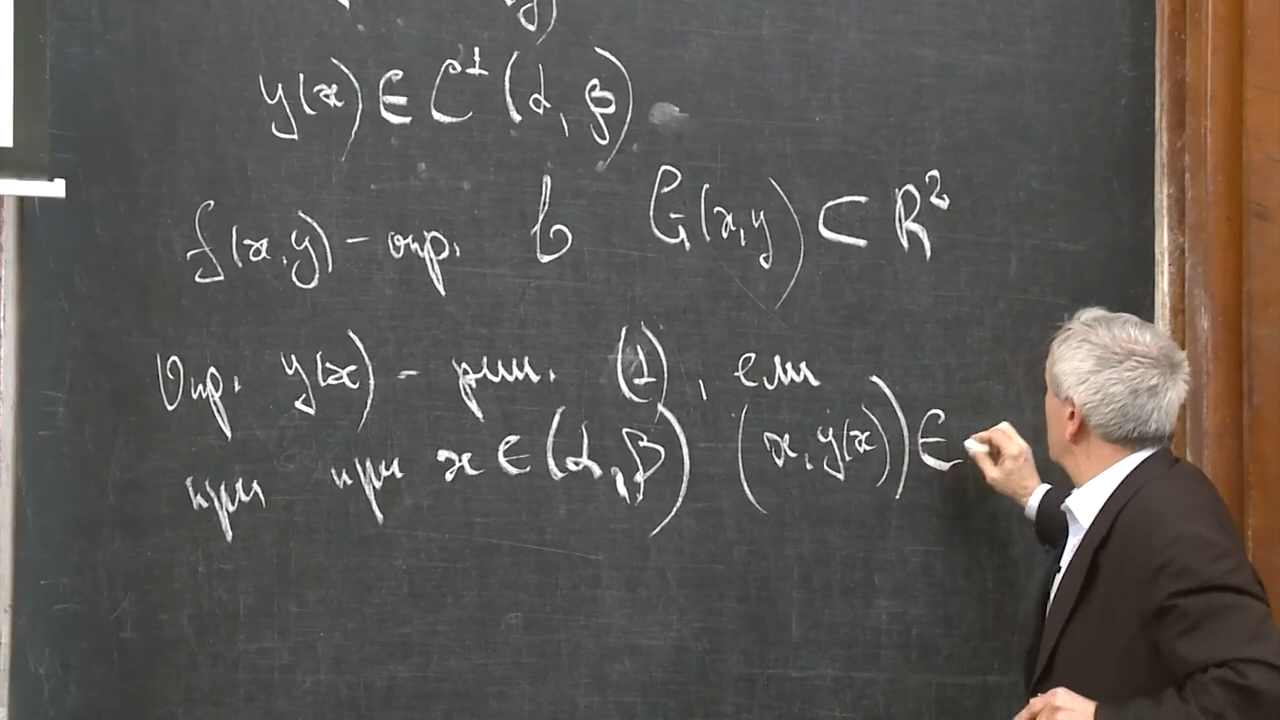 y)
y(x) ∈ C¹ (α, β)
f(x,y) – опр. в G(x,y) ⊂ R²
Опр. y(x) – реш. (1), если
при при x ∈ (α, β) (x, y(x)) ∈